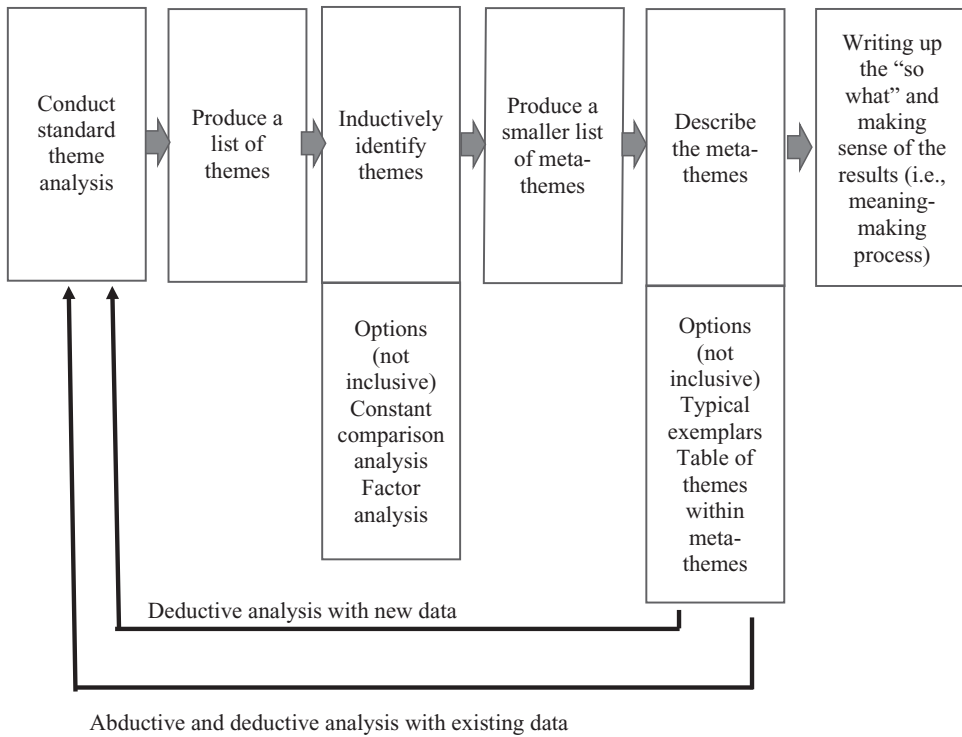 Conduct
standard
theme
analysis
Produce a
list of
themes
Inductively
identify
themes
Produce a
smaller list
of meta-
themes
Describe
the meta-
themes
Writing up
the “so
what” and
making
sense of the
results (i.e.,
meaning-
making
process)
Options
(not
inclusive)
Constant
comparison
analysis
Factor
analysis
Options
(not
inclusive)
Typical
exemplars
Table of
themes
within
meta-
themes
Deductive analysis with new data
Abductive and deductive analysis with existing data